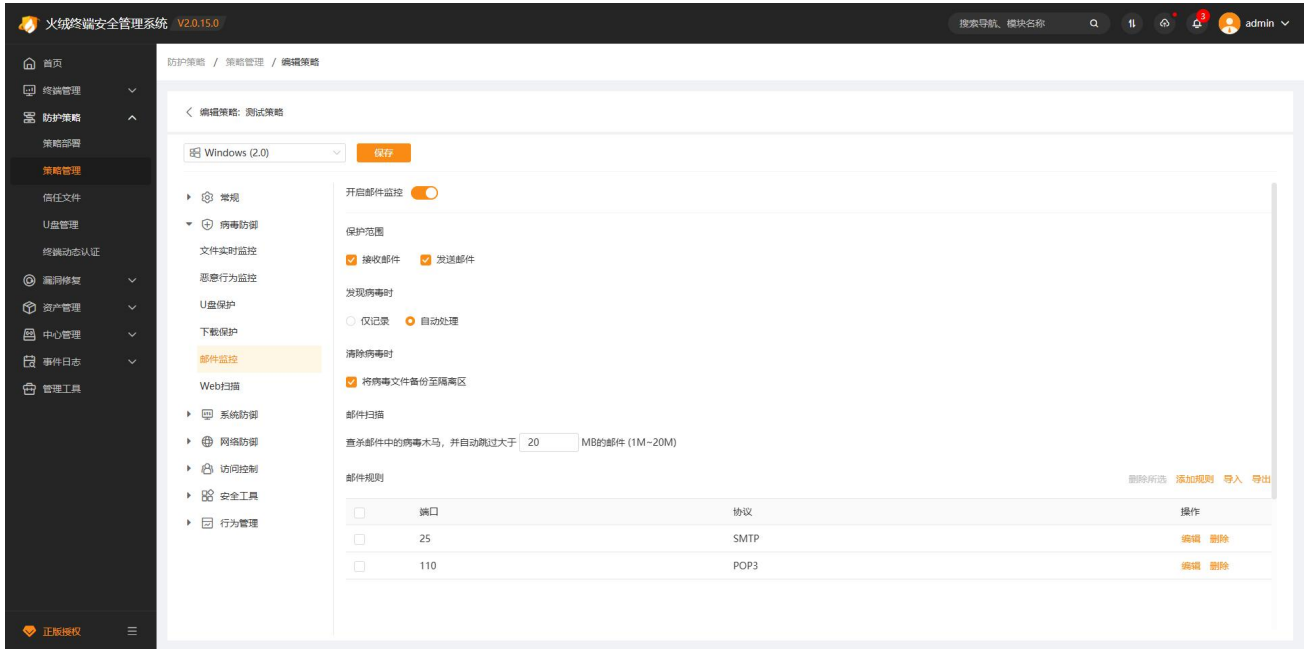 火绒终端安全管理系统 V2.0.15.0
搜索导航、模块名称
3
admin
首页
终端管理
防护策略
策略部署
策略管理
信任文件
U盘管理
终端动态认证
漏洞修复
资产管理
中心管理
事件日志
管理工具
正版授权
防护策略 / 策略管理 / 编辑策略
编辑策略: 测试策略
Windows (2.0)
保存
常规
病毒防御
文件实时监控
恶意行为监控
U盘保护
下载保护
邮件监控
Web扫描
系统防御
网络防御
访问控制
安全工具
行为管理
开启邮件监控
保护范围
接收邮件 发送邮件
发现病毒时
仅记录 自动处理
清除病毒时
将病毒文件备份至隔离区
邮件扫描
查杀邮件中的病毒木马，并自动跳过大于 20 MB的邮件 (1M~20M)
邮件规则 删除所选 添加规则 导入 导出
端口 协议 操作
25 SMTP 编辑 删除
110 POP3 编辑 删除